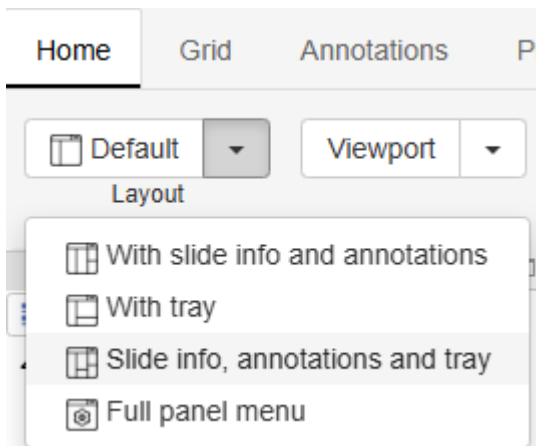 Home Grid Annotations P
Default Viewport
Layout
With slide info and annotations
With tray
Slide info, annotations and tray
Full panel menu